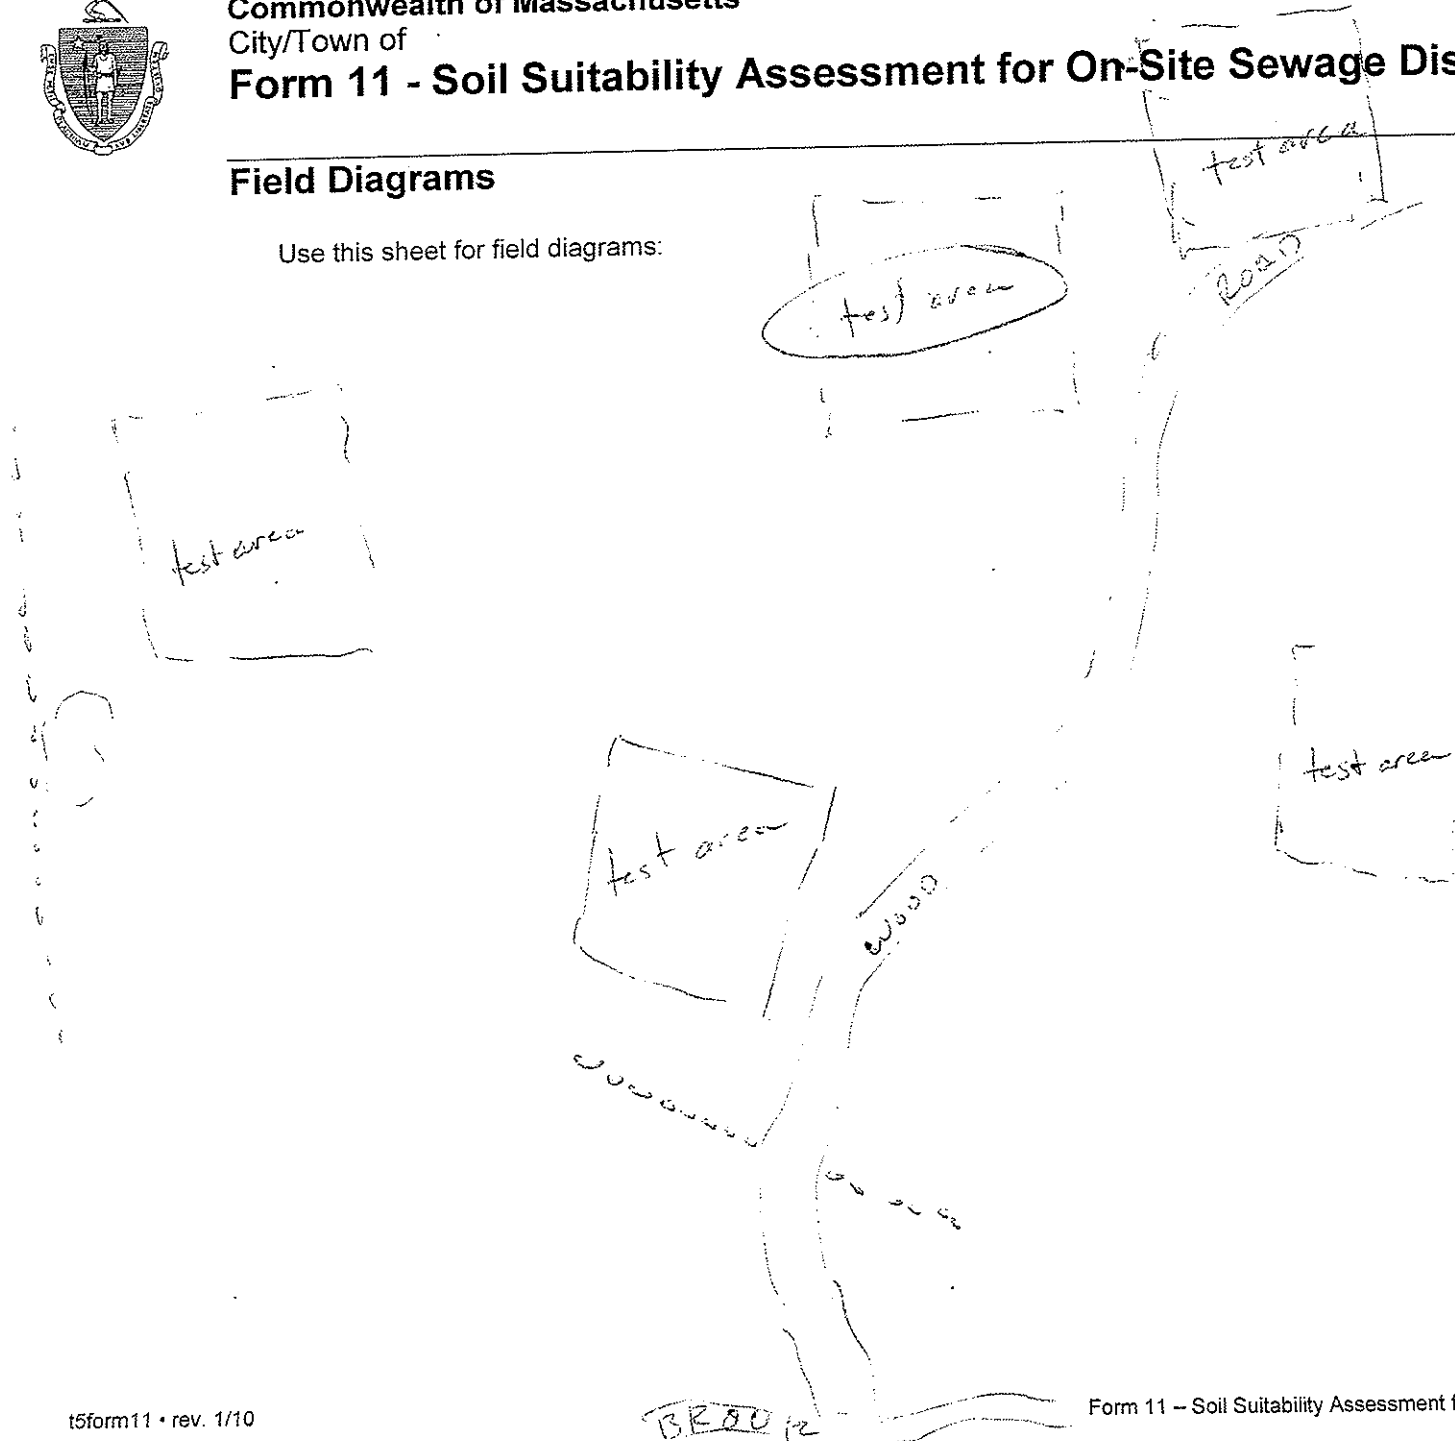 Commonwealth of Massachusetts
City/Town of
Form 11 - Soil Suitability Assessment for On-Site Sewage Dis
test area
Field Diagrams
Use this sheet for field diagrams:
test area
ROAD
test area
test area
test area
WOOD
t5form11 • rev. 1/10
Form 11 – Soil Suitability Assessment f